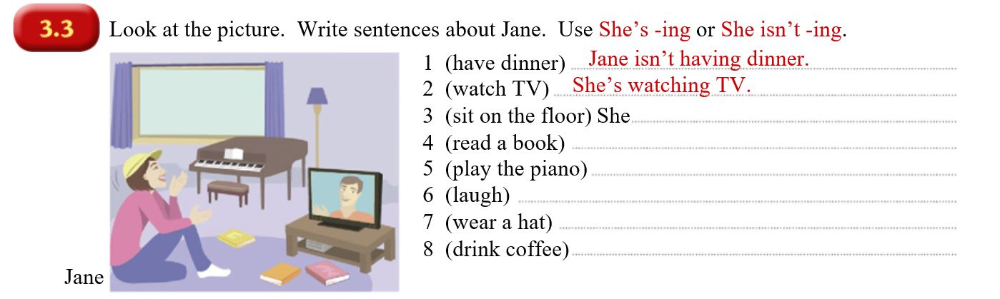 3.3 Look at the picture. Write sentences about Jane. Use She’s -ing or She isn’t -ing.
1 (have dinner) Jane isn’t having dinner.
2 (watch TV) She’s watching TV.
3 (sit on the floor) She
4 (read a book)
5 (play the piano)
6 (laugh)
7 (wear a hat)
8 (drink coffee)
Jane